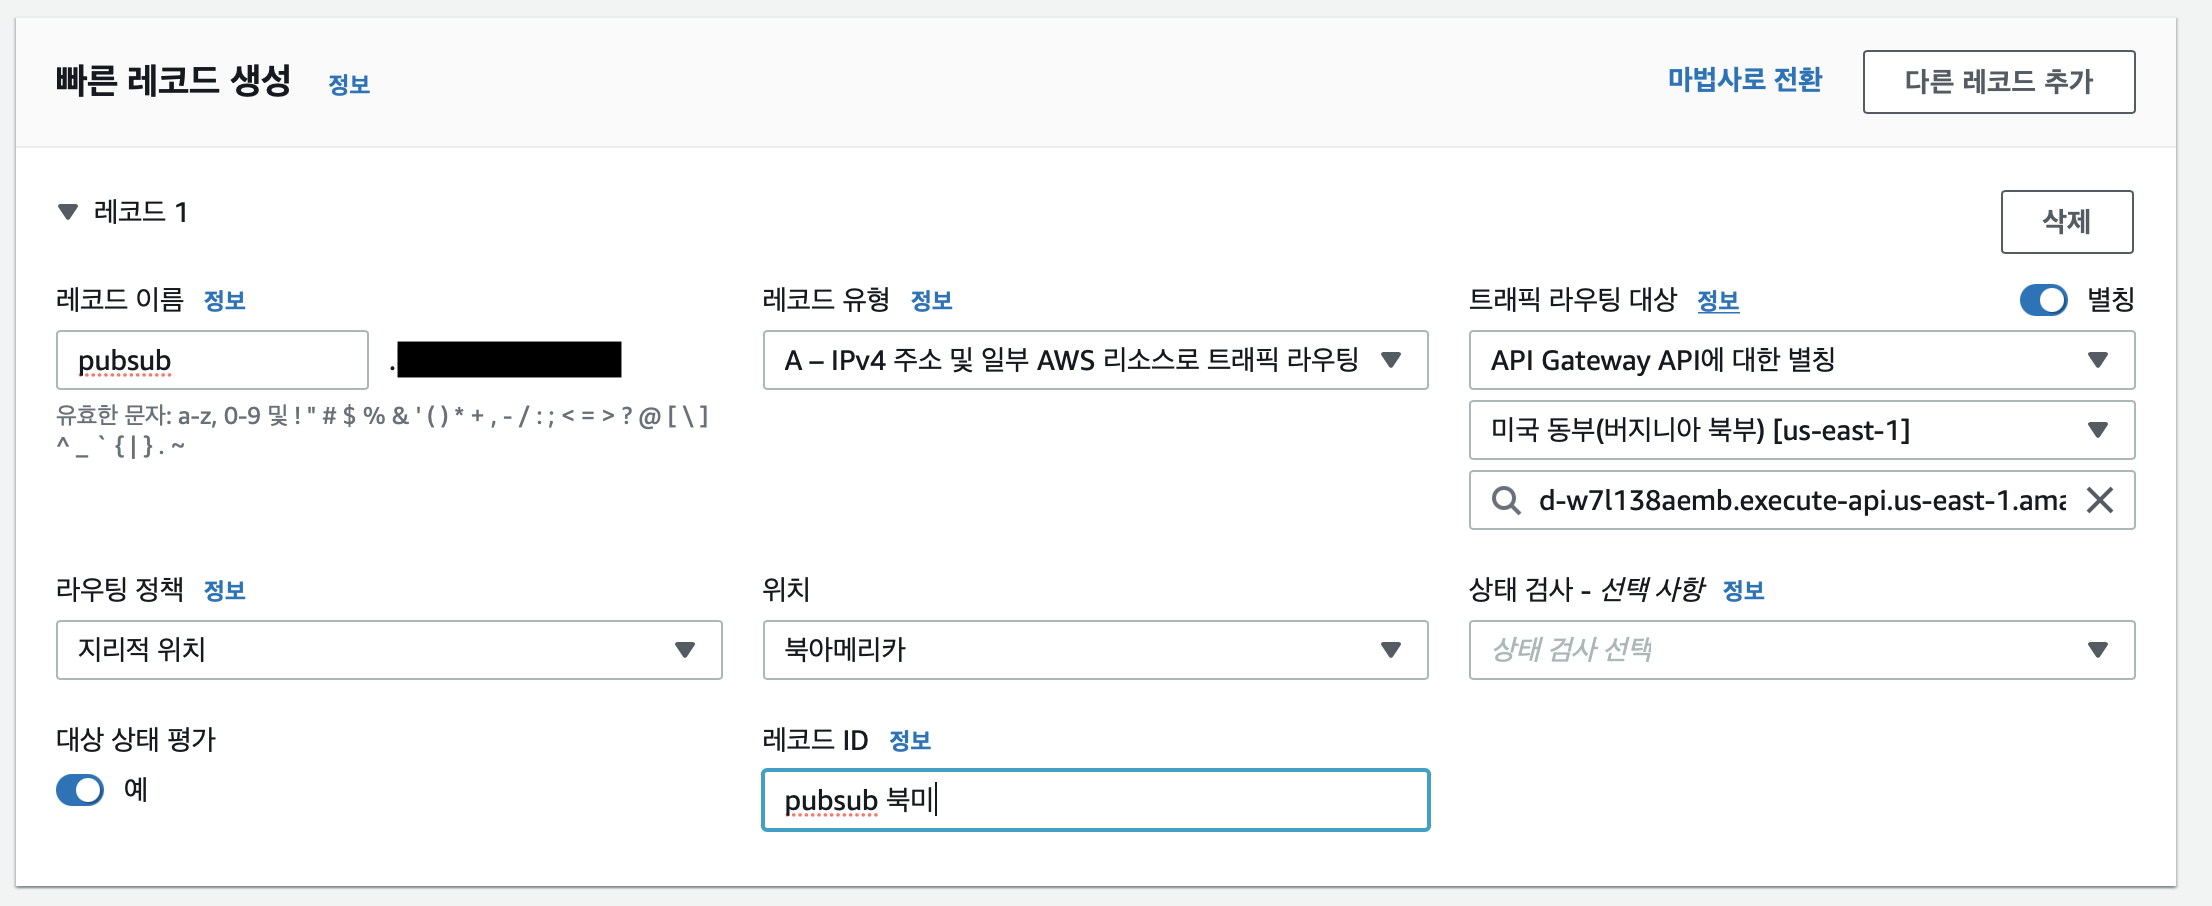 빠른 레코드 생성 정보
마법사로 전환
다른 레코드 추가
레코드 1
삭제
레코드 이름 정보
pubsub
.
유효한 문자: a-z, 0-9 및 ! " # $ % & ' ( ) * + , - / : ; < = > ? @ [ \ ]
^ _ ` { | } . ~
레코드 유형 정보
A – IPv4 주소 및 일부 AWS 리소스로 트래픽 라우팅
트래픽 라우팅 대상 정보
별칭
API Gateway API에 대한 별칭
미국 동부(버지니아 북부) [us-east-1]
d-w7l138aemb.execute-api.us-east-1.ama
라우팅 정책 정보
지리적 위치
위치
북아메리카
상태 검사 - 선택 사항 정보
상태 검사 선택
대상 상태 평가
예
레코드 ID 정보
pubsub 북미